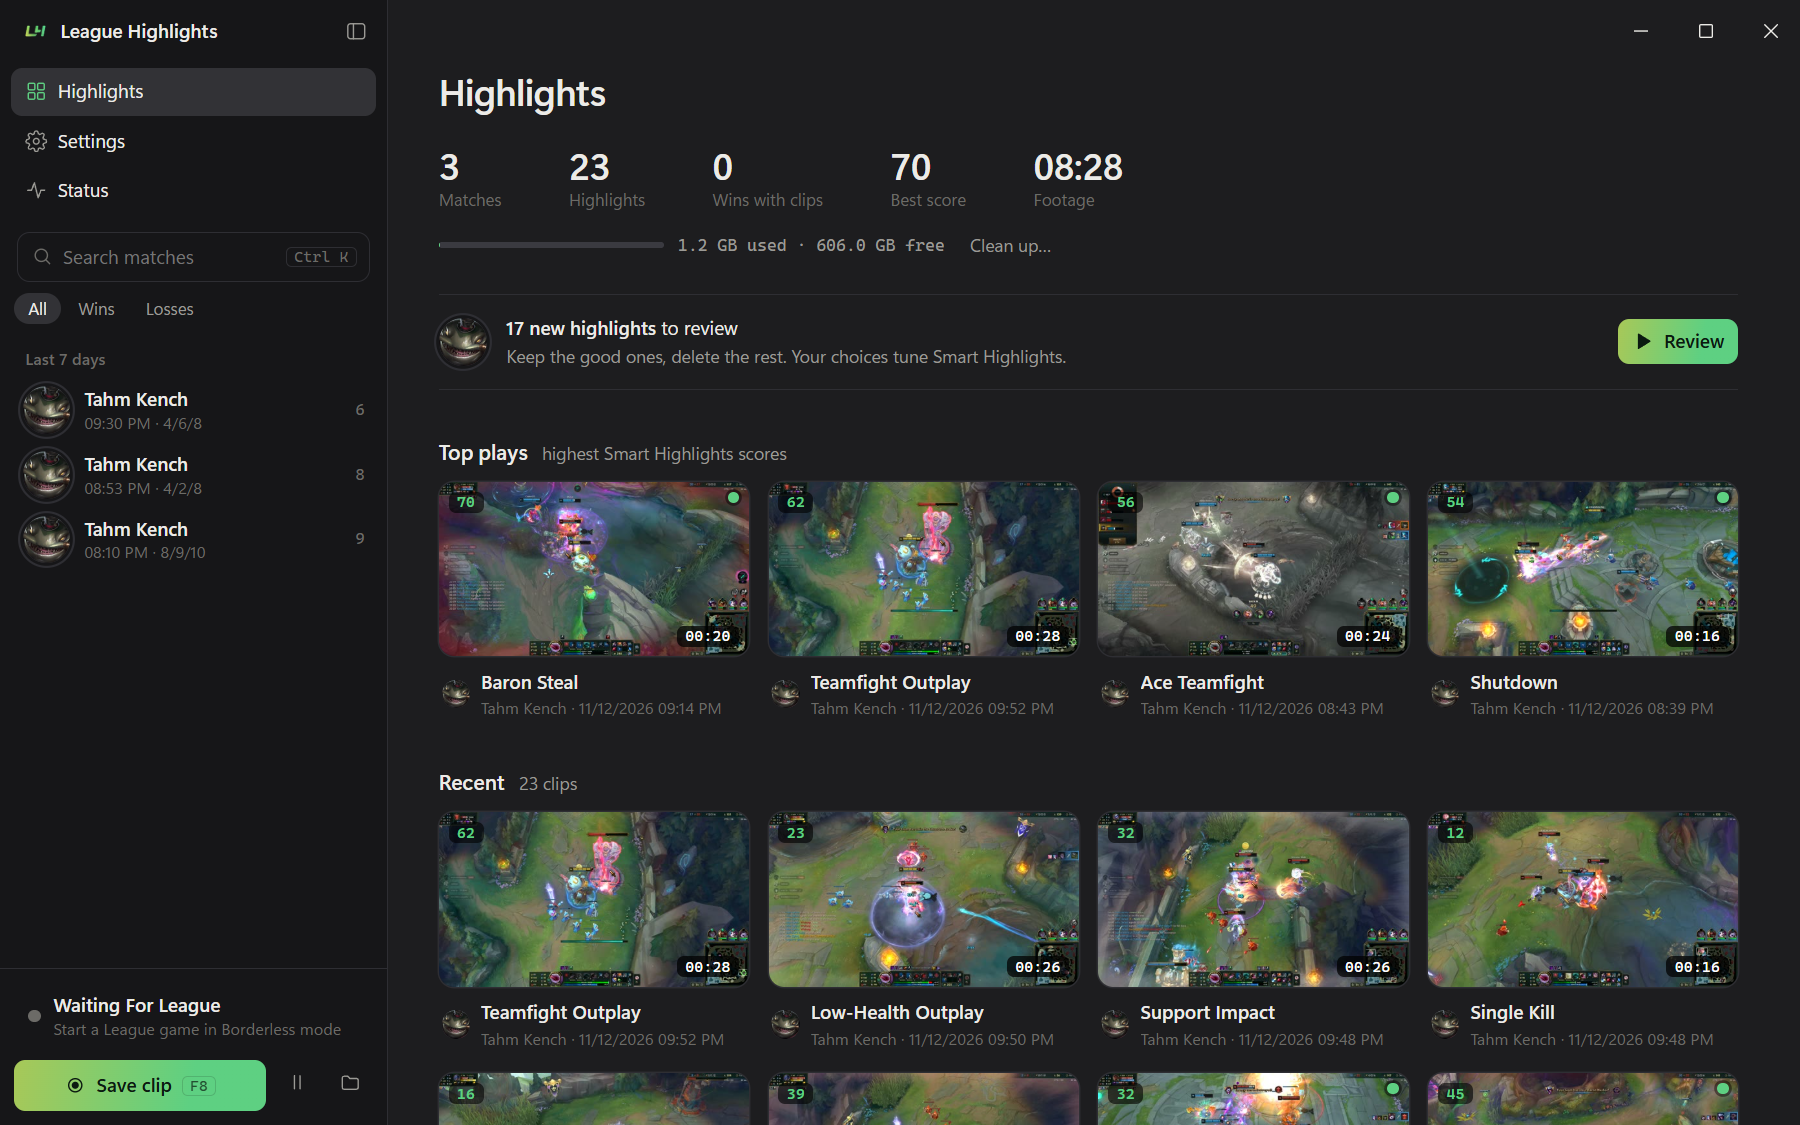 LH League Highlights
Highlights
Settings
Status
Search matches Ctrl K
All Wins Losses
Last 7 days
Tahm Kench
09:30 PM · 4/6/8
6
Tahm Kench
08:53 PM · 4/2/8
8
Tahm Kench
08:10 PM · 8/9/10
9
Waiting For League
Start a League game in Borderless mode
Save clip F8
Highlights
3 23 0 70 08:28
Matches Highlights Wins with clips Best score Footage
1.2 GB used · 606.0 GB free Clean up...
17 new highlights to review
Keep the good ones, delete the rest. Your choices tune Smart Highlights.
Review
Top plays highest Smart Highlights scores
70
00:20
Baron Steal
Tahm Kench · 11/12/2026 09:14 PM
62
00:28
Teamfight Outplay
Tahm Kench · 11/12/2026 09:52 PM
56
00:24
Ace Teamfight
Tahm Kench · 11/12/2026 08:43 PM
54
00:16
Shutdown
Tahm Kench · 11/12/2026 08:39 PM
Recent 23 clips
62
00:28
Teamfight Outplay
Tahm Kench · 11/12/2026 09:52 PM
23
00:26
Low-Health Outplay
Tahm Kench · 11/12/2026 09:50 PM
32
00:26
Support Impact
Tahm Kench · 11/12/2026 09:48 PM
12
00:16
Single Kill
Tahm Kench · 11/12/2026 09:48 PM
16
39
32
45